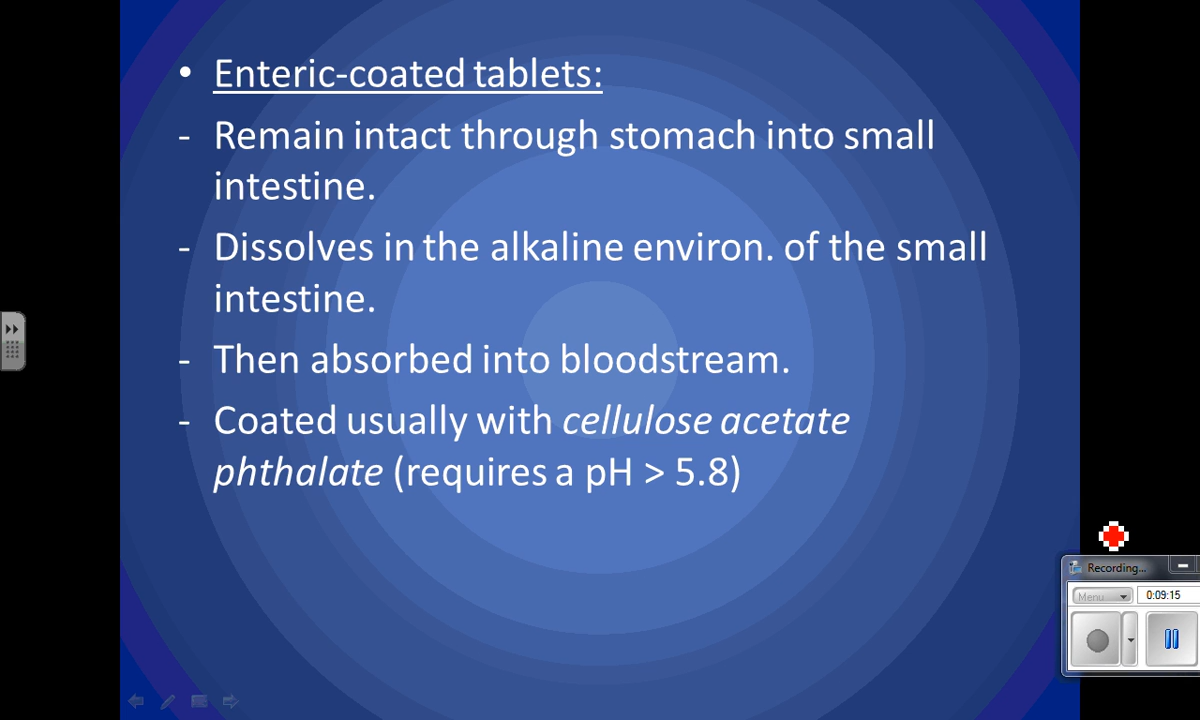 • Enteric-coated tablets:
- Remain intact through stomach into small
intestine.
- Dissolves in the alkaline environ. of the small
intestine.
- Then absorbed into bloodstream.
- Coated usually with cellulose acetate
phthalate (requires a pH > 5.8)
Recording...
Menu
0:09:15